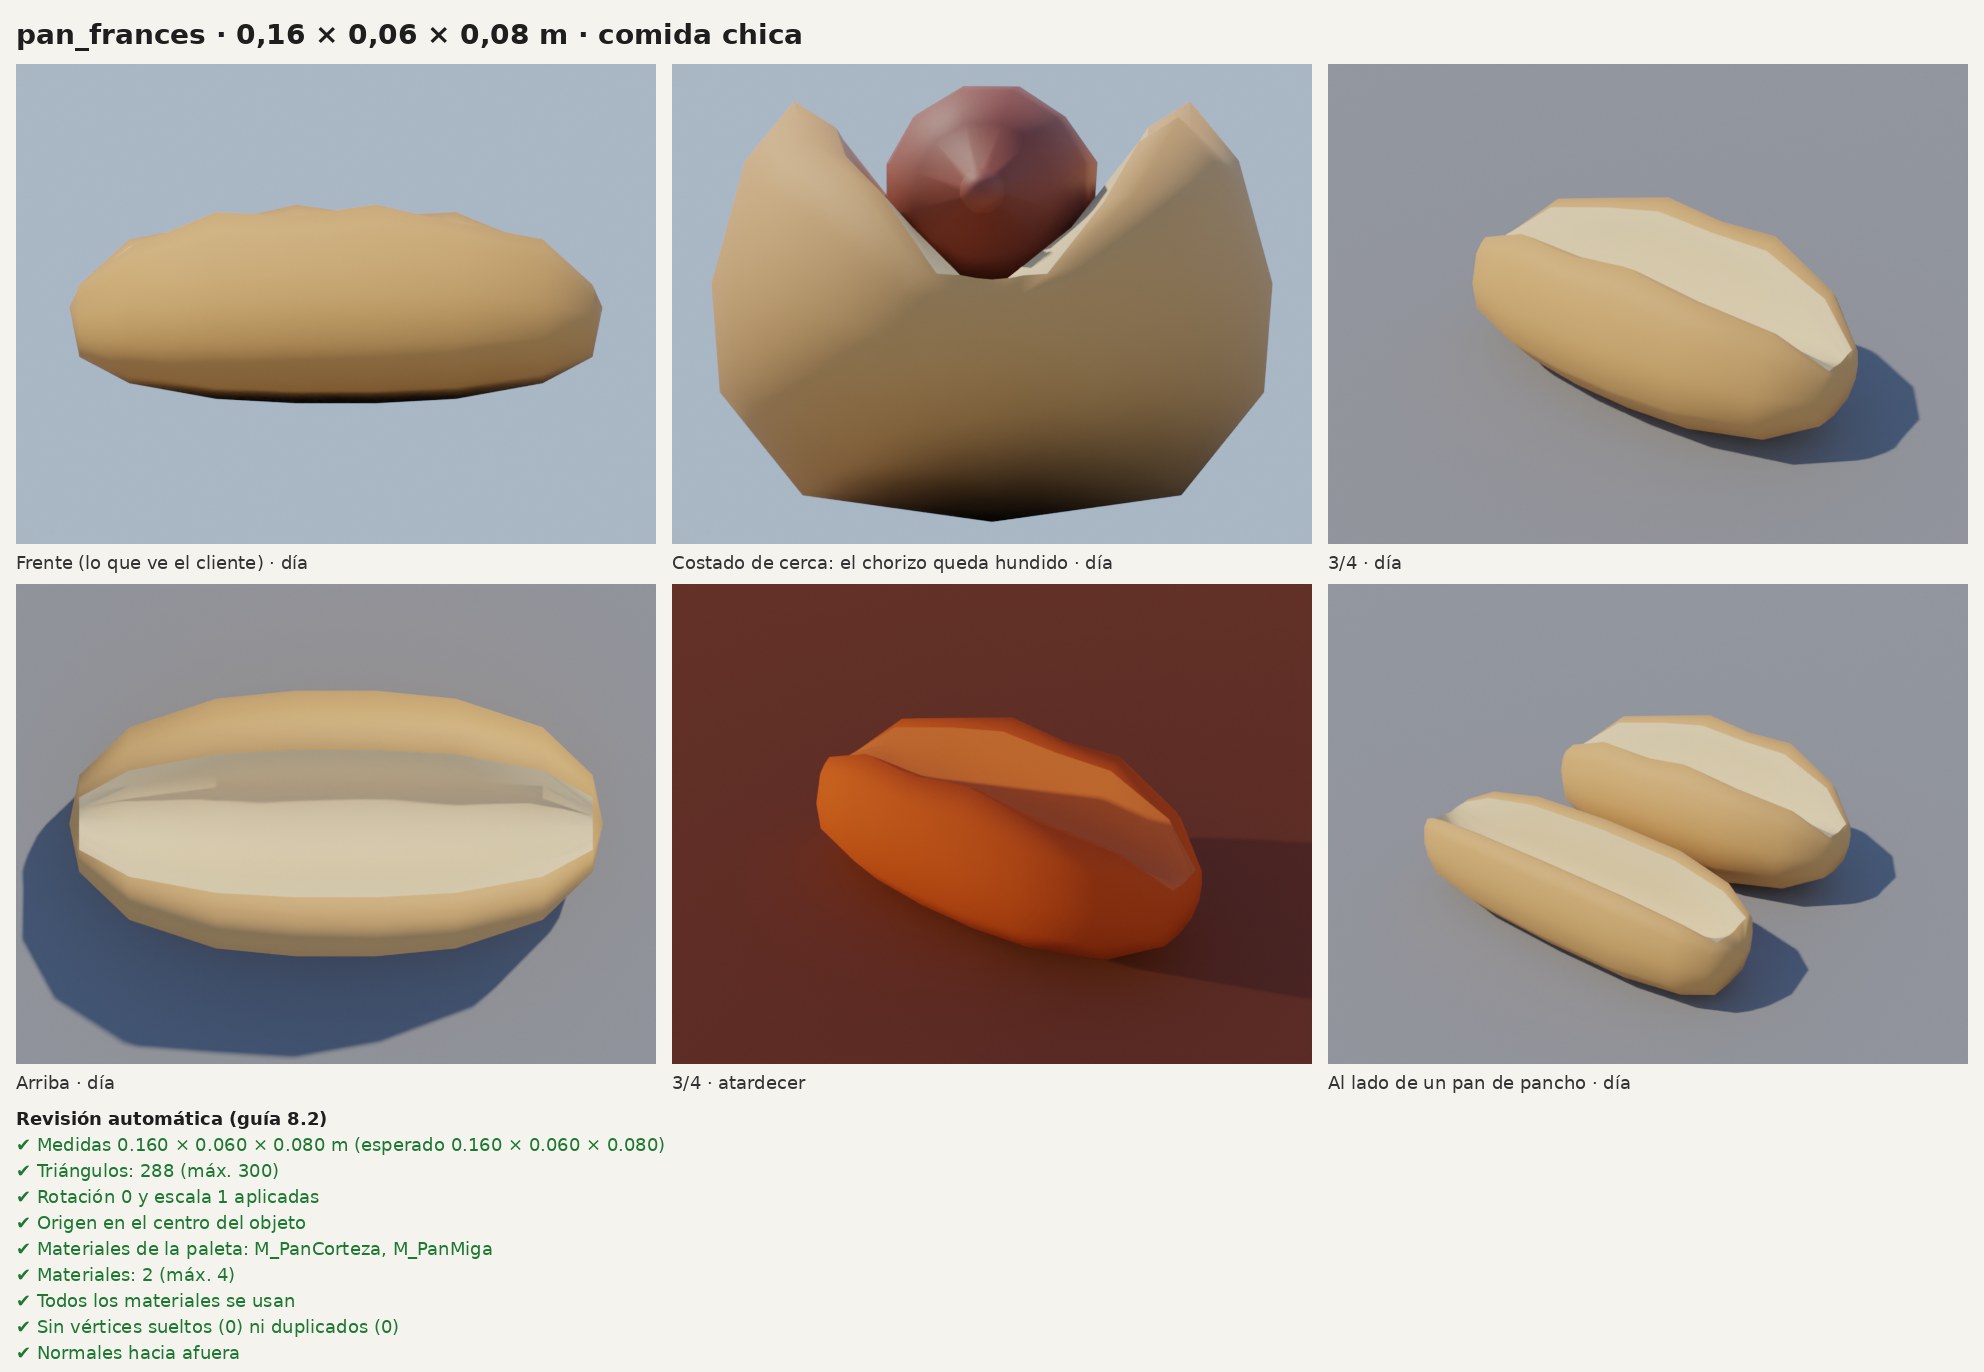 pan_frances · 0,16 × 0,06 × 0,08 m · comida chica
Frente (lo que ve el cliente) · día
Costado de cerca: el chorizo queda hundido · día
3/4 · día
Arriba · día
3/4 · atardecer
Al lado de un pan de pancho · día
Revisión automática (guía 8.2)
✔ Medidas 0.160 × 0.060 × 0.080 m (esperado 0.160 × 0.060 × 0.080)
✔ Triángulos: 288 (máx. 300)
✔ Rotación 0 y escala 1 aplicadas
✔ Origen en el centro del objeto
✔ Materiales de la paleta: M_PanCorteza, M_PanMiga
✔ Materiales: 2 (máx. 4)
✔ Todos los materiales se usan
✔ Sin vértices sueltos (0) ni duplicados (0)
✔ Normales hacia afuera